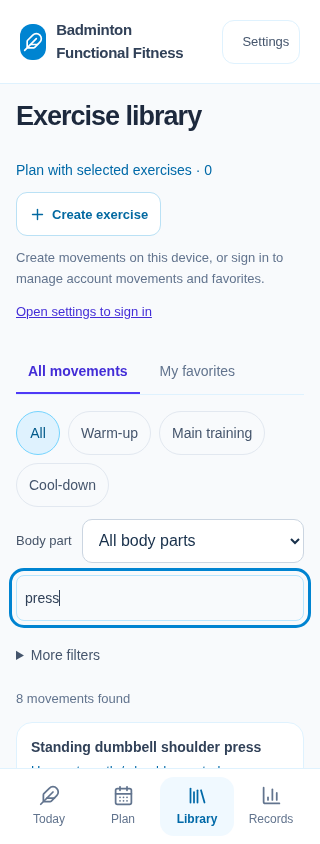 Badminton
Functional Fitness
Settings
Exercise library
Plan with selected exercises · 0
Create exercise
Create movements on this device, or sign in to
manage account movements and favorites.
Open settings to sign in
All movements
My favorites
All
Warm-up
Main training
Cool-down
Body part
All body parts
press
More filters
8 movements found
Standing dumbbell shoulder press
Today
Plan
Library
Records